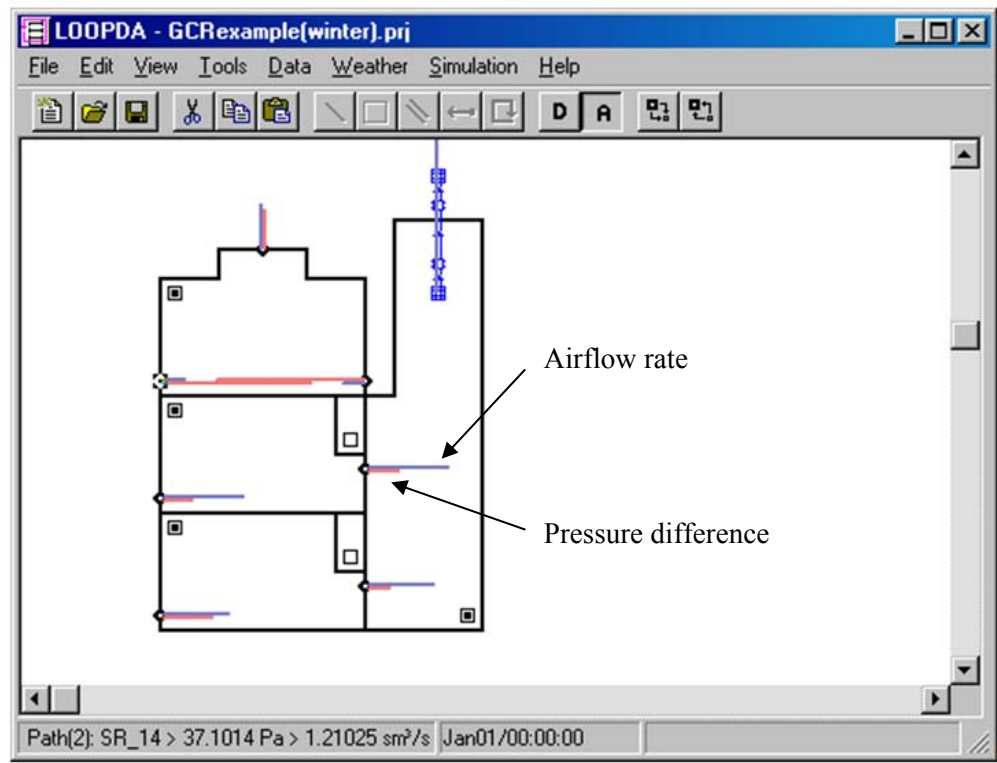 LOOPDA - GCRexample(winter).prj
File Edit View Tools Data Weather Simulation Help
D A
Airflow rate
Pressure difference
Path(2): SR_14 > 37.1014 Pa > 1.21025 sm³/s Jan01/00:00:00